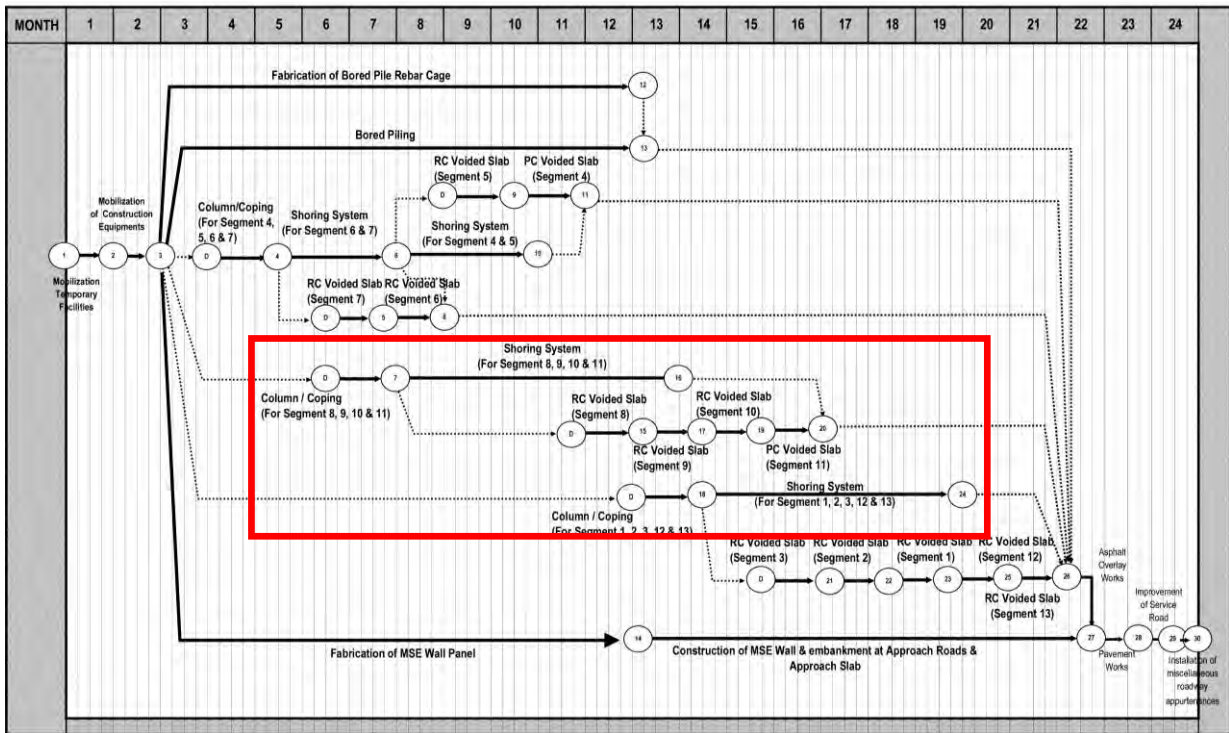 MONTH 1 2 3 4 5 6 7 8 9 10 11 12 13 14 15 16 17 18 19 20 21 22 23 24
Fabrication of Bored Pile Rebar Cage
12
Bored Piling
13
RC Voided Slab
(Segment 5)
PC Voided Slab
(Segment 4)
D
9
11
Mobilization
of Construction
Equipments
Column/Coping
(For Segment 4,
5, 6 & 7)
Shoring System
(For Segment 6 & 7)
Shoring System
(For Segment 4 & 5)
1
2
3
D
4
6
10
Mobilization
Temporary
Facilities
RC Voided Slab
(Segment 7)
RC Voided Slab
(Segment 6)
D
5
8
Shoring System
(For Segment 8, 9, 10 & 11)
D
7
16
Column / Coping
(For Segment 8, 9, 10 & 11)
RC Voided Slab
(Segment 8)
RC Voided Slab
(Segment 10)
D
15
17
19
20
RC Voided Slab
(Segment 9)
PC Voided Slab
(Segment 11)
Shoring System
(For Segment 1, 2, 3, 12 & 13)
D
18
24
Column / Coping
(For Segment 1, 2, 3, 12 & 13)
RC Voided Slab
(Segment 3)
RC Voided Slab
(Segment 2)
RC Voided Slab
(Segment 1)
RC Voided Slab
(Segment 12)
D
21
22
23
25
26
RC Voided Slab
(Segment 13)
Asphalt
Overlay
Works
Improvement
of Service
Road
14
27
28
29
30
Fabrication of MSE Wall Panel
Construction of MSE Wall & embankment at Approach Roads &
Approach Slab
Pavement
Works
Installation of
miscellaneous
roadway
appurtenances